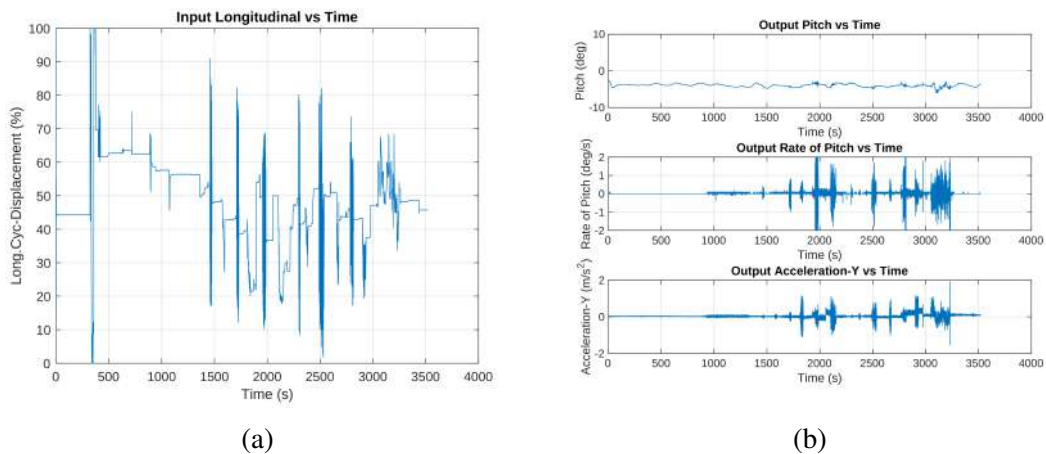 Input Longitudinal vs Time
Long.Cyc-Displacement (%)
100
90
80
70
60
50
40
30
20
10
0
0 500 1000 1500 2000 2500 3000 3500 4000
Time (s)
(a)
Output Pitch vs Time
Pitch (deg)
10
0
-10
0 500 1000 1500 2000 2500 3000 3500 4000
Time (s)
Output Rate of Pitch vs Time
Rate of Pitch (deg/s)
2
1
0
-1
-2
0 500 1000 1500 2000 2500 3000 3500 4000
Time (s)
Output Acceleration-Y vs Time
Acceleration-Y (m/s²)
2
0
-2
0 500 1000 1500 2000 2500 3000 3500 4000
Time (s)
(b)